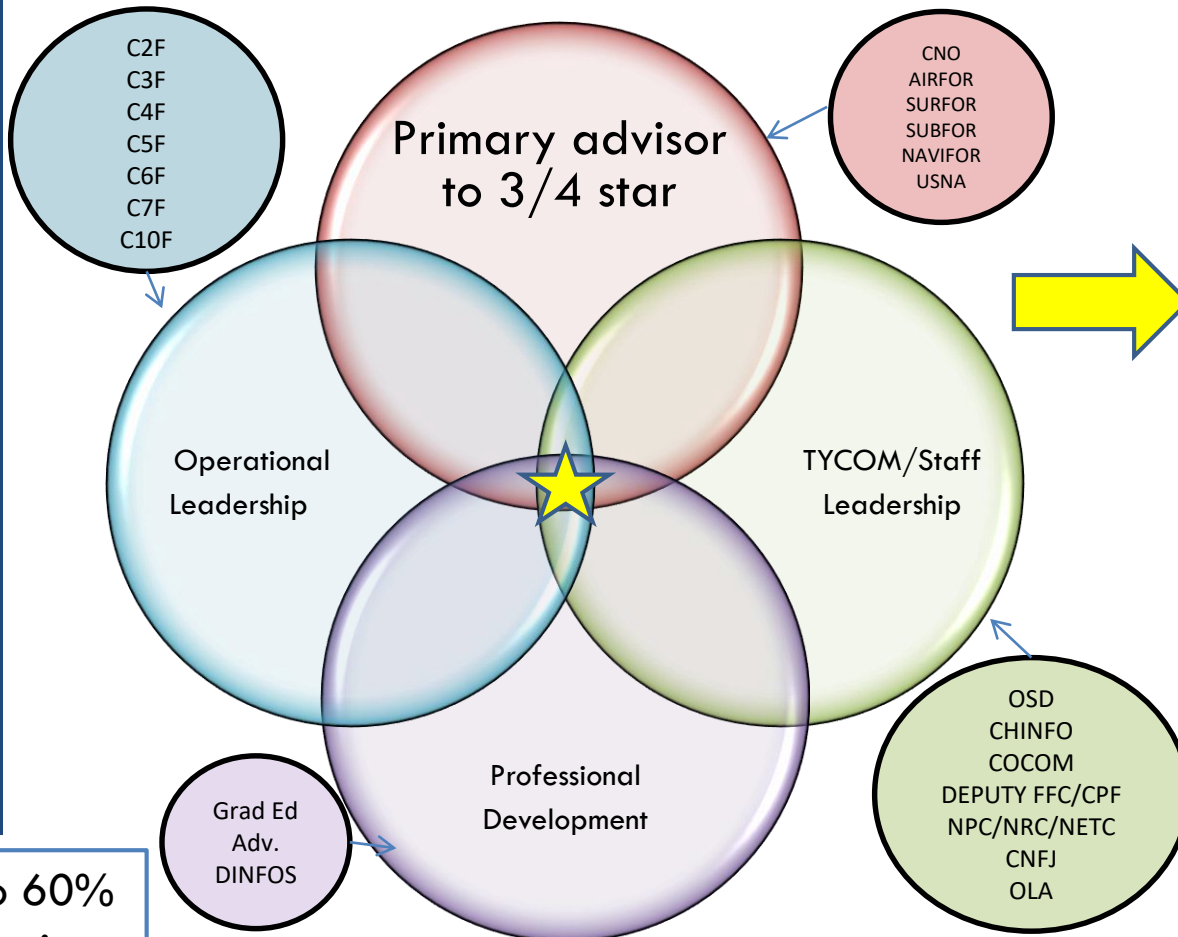 C2F
C3F
C4F
C5F
C6F
C7F
C10F
Primary advisor
to 3/4 star
CNO
AIRFOR
SURFOR
SUBFOR
NAVIFOR
USNA
Operational
Leadership
TYCOM/Staff
Leadership
Professional
Development
Grad Ed
Adv.
DINFOS
OSD
CHINFO
COCOM
DEPUTY FFC/CPF
NPC/NRC/NETC
CNFJ
OLA
60%